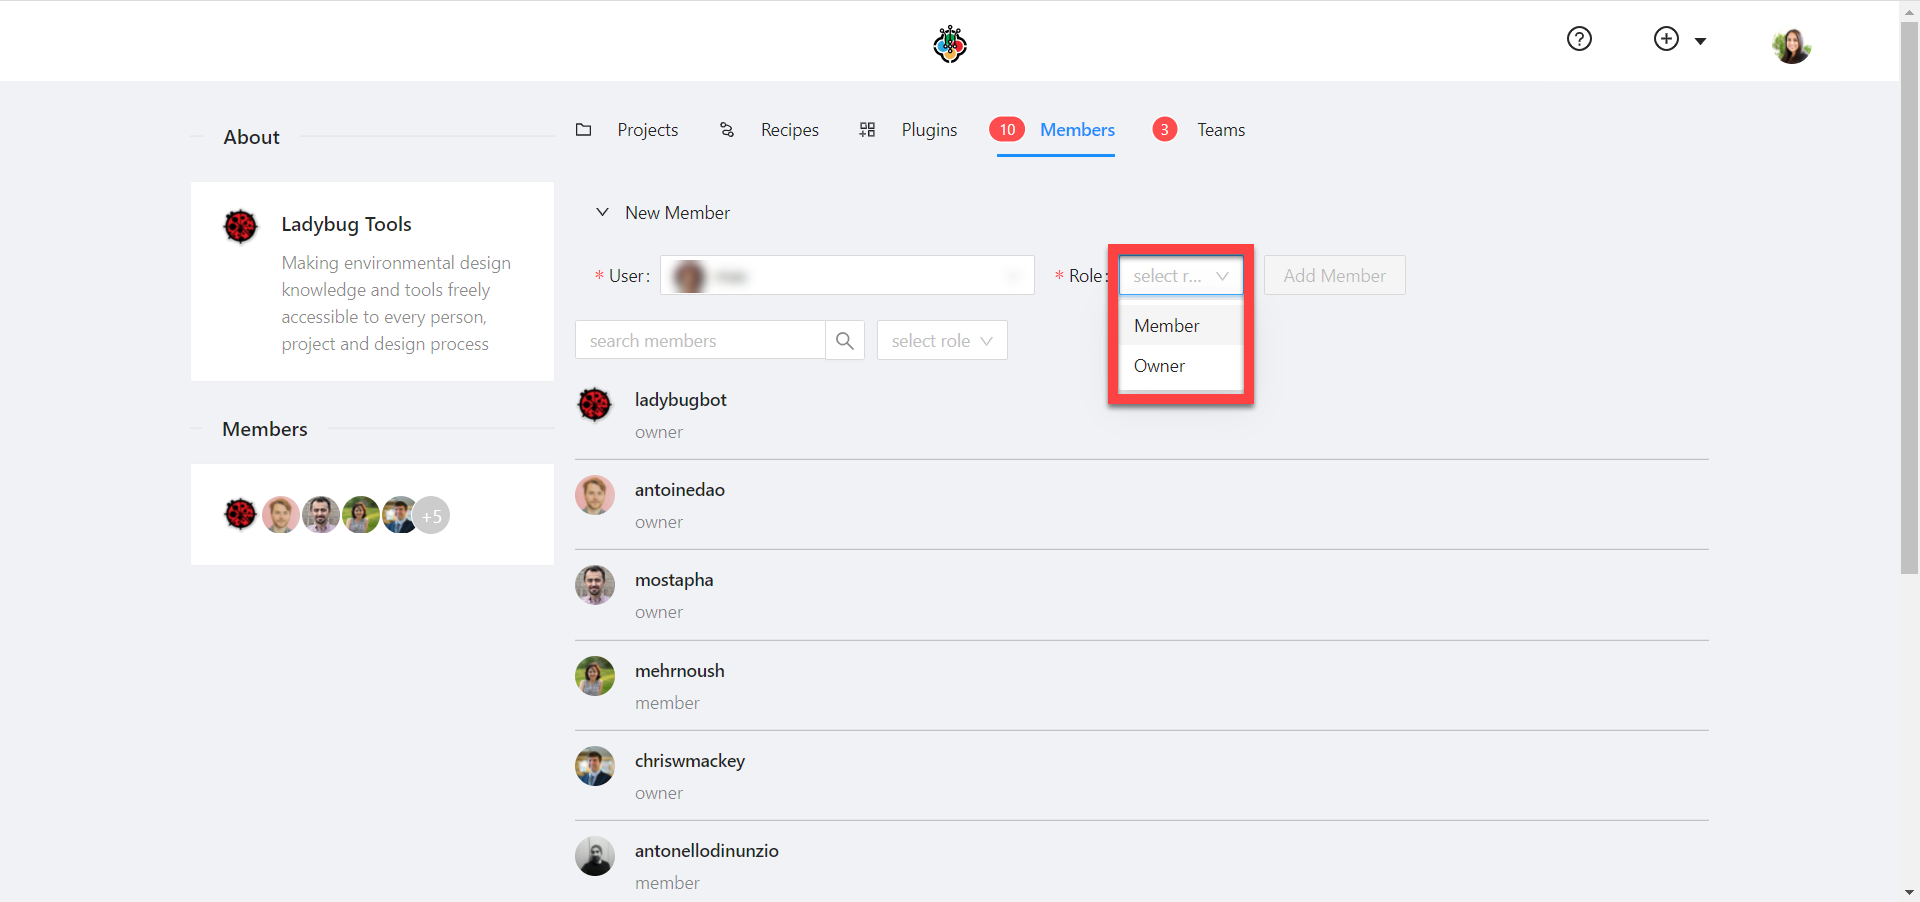 About
Projects
Recipes
Plugins
10 Members
3 Teams
Ladybug Tools
Making environmental design
knowledge and tools freely
accessible to every person,
project and design process
Members
+5
New Member
* User:
* Role:
select r...
Add Member
Member
Owner
search members
select role
ladybugbot
owner
antoinedao
owner
mostapha
owner
mehrnoush
member
chriswmackey
owner
antonellodinunzio
member